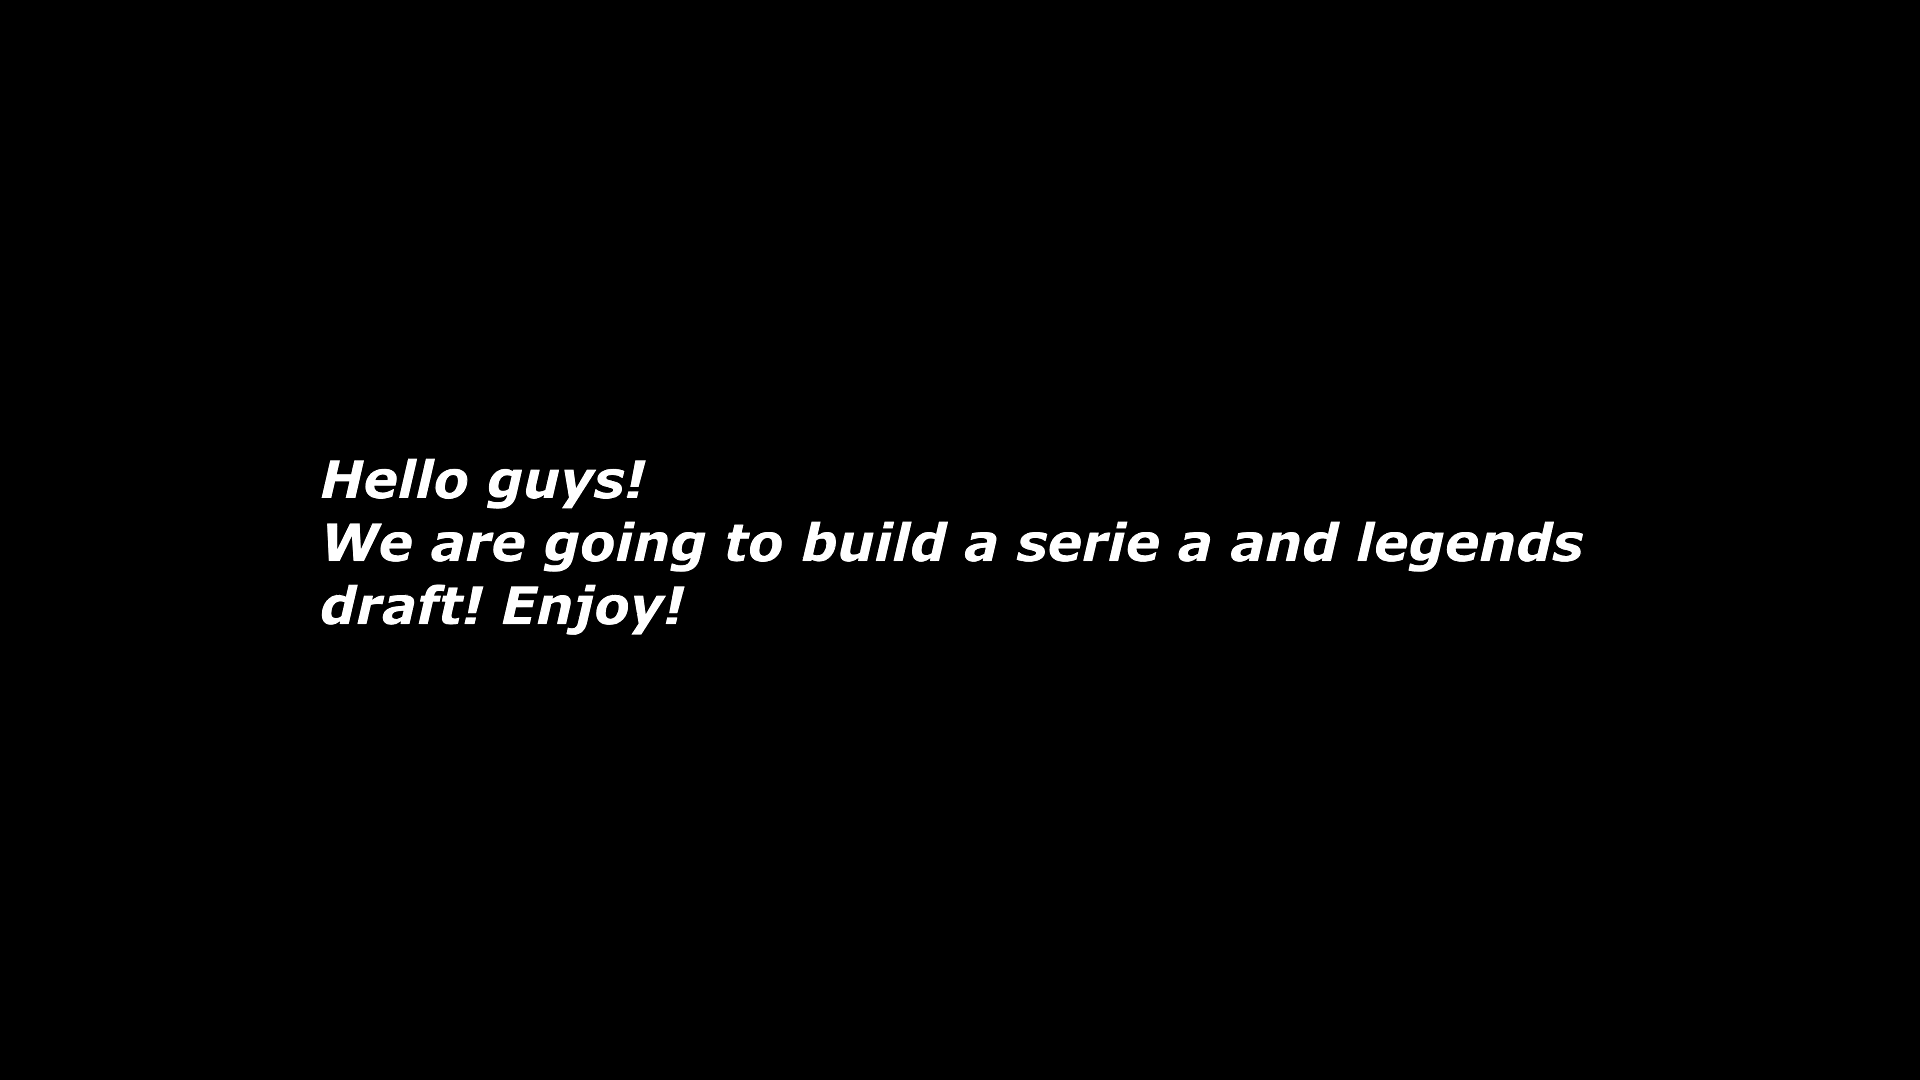 Hello guys!
We are going to build a serie a and legends
draft! Enjoy!